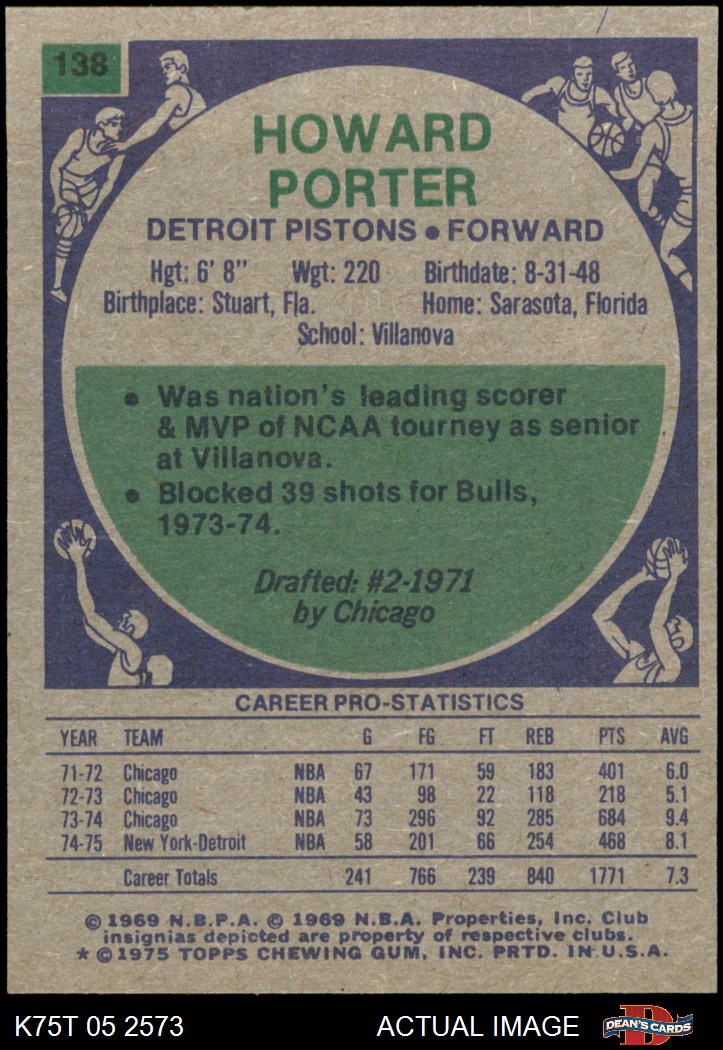 138
HOWARD
PORTER
DETROIT PISTONS • FORWARD
Hgt: 6' 8" Wgt: 220 Birthdate: 8-31-48
Birthplace: Stuart, Fla. Home: Sarasota, Florida
School: Villanova
• Was nation's leading scorer
& MVP of NCAA tourney as senior
at Villanova.
• Blocked 39 shots for Bulls,
1973-74.
Drafted: #2-1971
by Chicago
CAREER PRO-STATISTICS
YEAR TEAM G FG FT REB PTS AVG
71-72 Chicago NBA 67 171 59 183 401 6.0
72-73 Chicago NBA 43 98 22 118 218 5.1
73-74 Chicago NBA 73 296 92 285 684 9.4
74-75 New York-Detroit NBA 58 201 66 254 468 8.1
Career Totals 241 766 239 840 1771 7.3
© 1969 N.B.P.A. © 1969 N.B.A. Properties, Inc. Club
insignias depicted are property of respective clubs.
* © 1975 TOPPS CHEWING GUM, INC. PRTD. IN U.S.A.
K75T 05 2573 ACTUAL IMAGE D DEAN'S CARDS